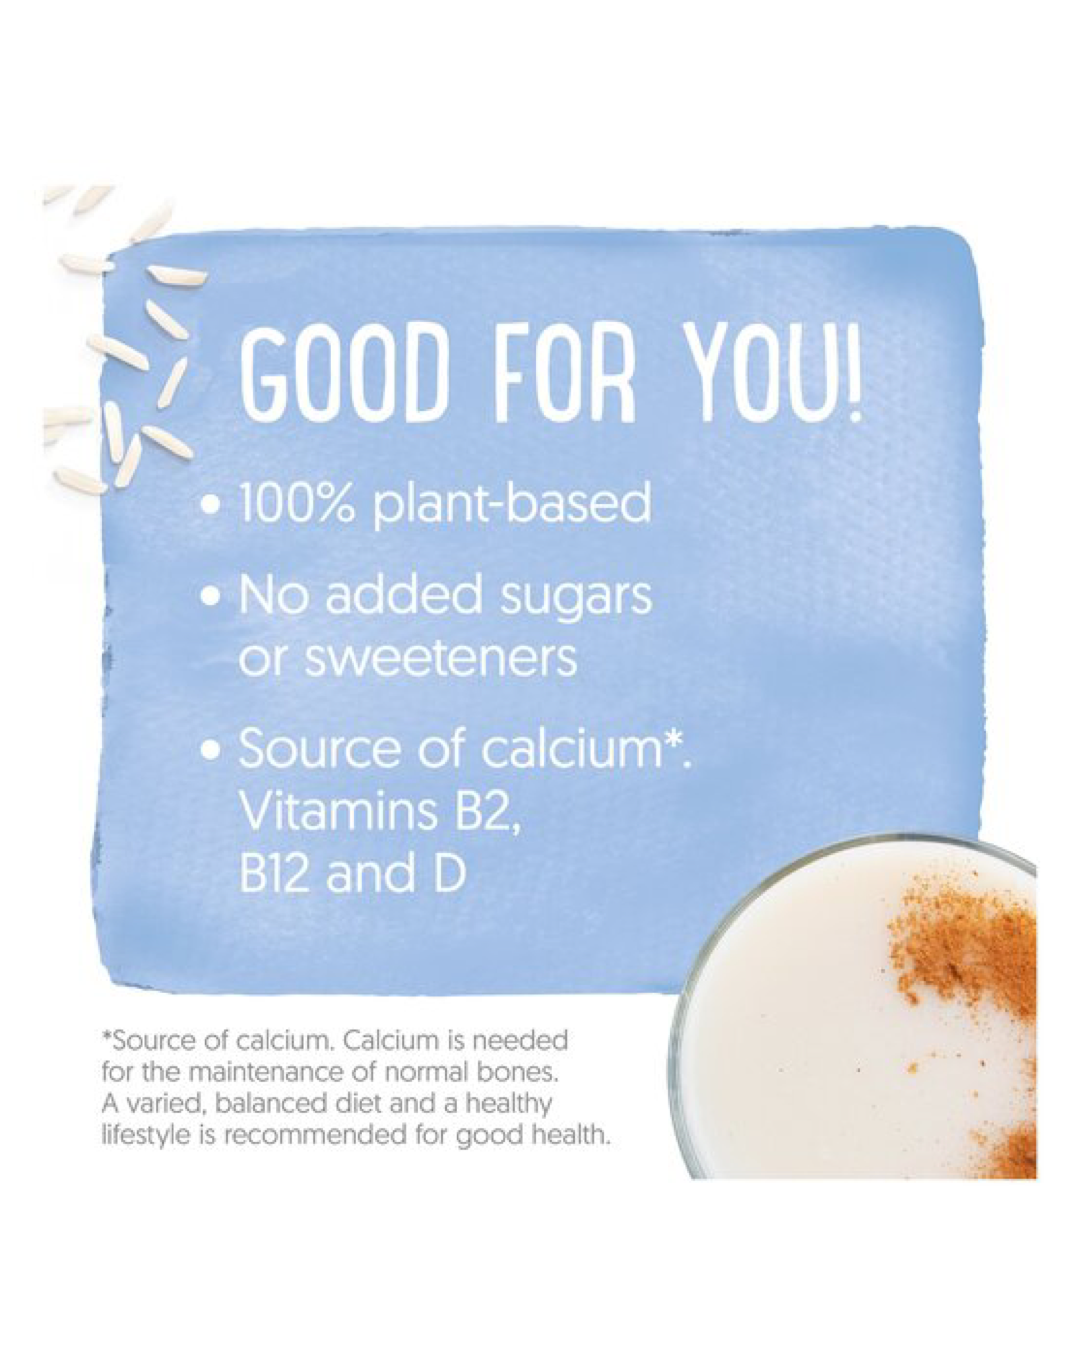 GOOD FOR YOU!
• 100% plant-based
• No added sugars
or sweeteners
• Source of calcium*.
Vitamins B2,
B12 and D
*Source of calcium. Calcium is needed
for the maintenance of normal bones.
A varied, balanced diet and a healthy
lifestyle is recommended for good health.